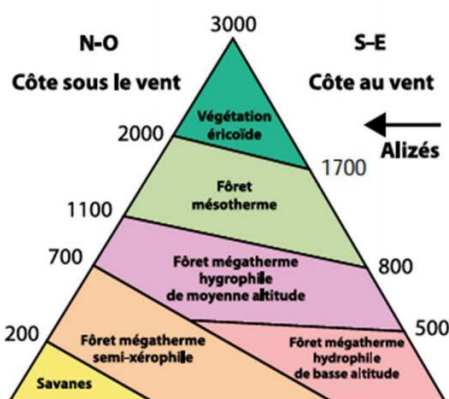 3000
N-O
S-E
Côte sous le vent
Côte au vent
Végétation
éricoïde
Alizés
2000
1700
Fôret
mésotherme
1100
800
700
Fôret mégatherme
hygrophile
de moyenne altitude
500
200
Fôret mégatherme
semi-xérophile
Fôret mégatherme
hydrophile
de basse altitude
Savanes